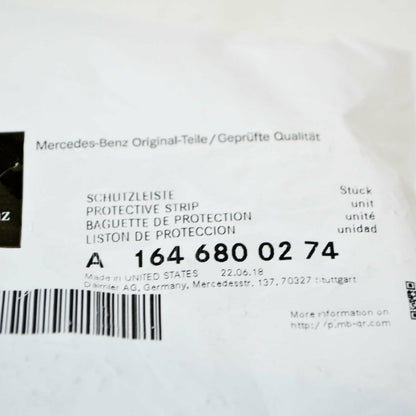 Mercedes-Benz Original-Teile/Geprüfte Qualität
nz
SCHUTZLEISTE Stück
PROTECTIVE STRIP unit
BAGUETTE DE PROTECTION unité
LISTON DE PROTECCION unidad
A 164 680 02 74
Made in UNITED STATES 22.06.18
Daimler AG, Germany, Mercedesstr. 137, 70327 Stuttgart
More information on
http://p.mb-qr.com/